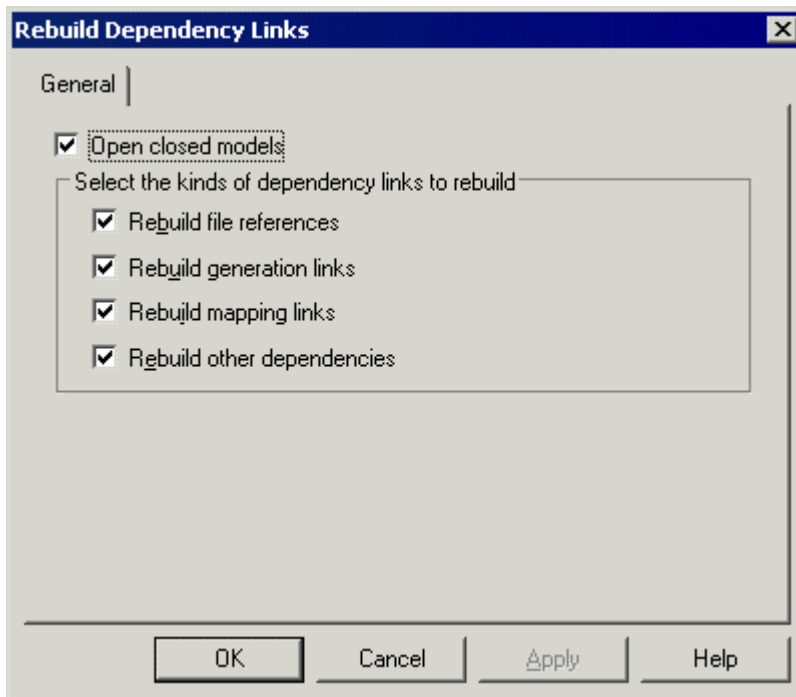 Rebuild Dependency Links
General
Open closed models
Select the kinds of dependency links to rebuild
Rebuild file references
Rebuild generation links
Rebuild mapping links
Rebuild other dependencies
OK Cancel Apply Help